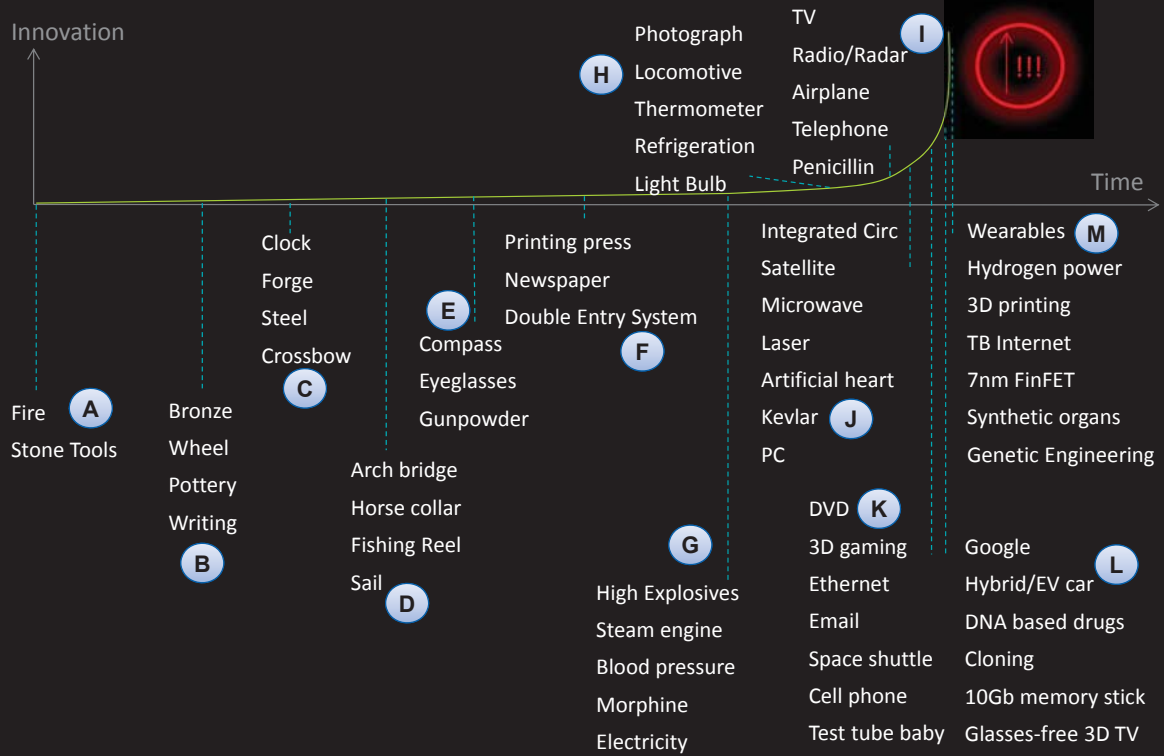 Innovation
Time
!!!
A
Fire
Stone Tools
B
Bronze
Wheel
Pottery
Writing
C
Clock
Forge
Steel
Crossbow
D
Arch bridge
Horse collar
Fishing Reel
Sail
E
Compass
Eyeglasses
Gunpowder
F
Printing press
Newspaper
Double Entry System
G
High Explosives
Steam engine
Blood pressure
Morphine
Electricity
H
Photograph
Locomotive
Thermometer
Refrigeration
Light Bulb
I
TV
Radio/Radar
Airplane
Telephone
Penicillin
J
Integrated Circ
Satellite
Microwave
Laser
Artificial heart
Kevlar
PC
K
DVD
3D gaming
Ethernet
Email
Space shuttle
Cell phone
Test tube baby
L
Google
Hybrid/EV car
DNA based drugs
Cloning
10Gb memory stick
Glasses-free 3D TV
M
Wearables
Hydrogen power
3D printing
TB Internet
7nm FinFET
Synthetic organs
Genetic Engineering